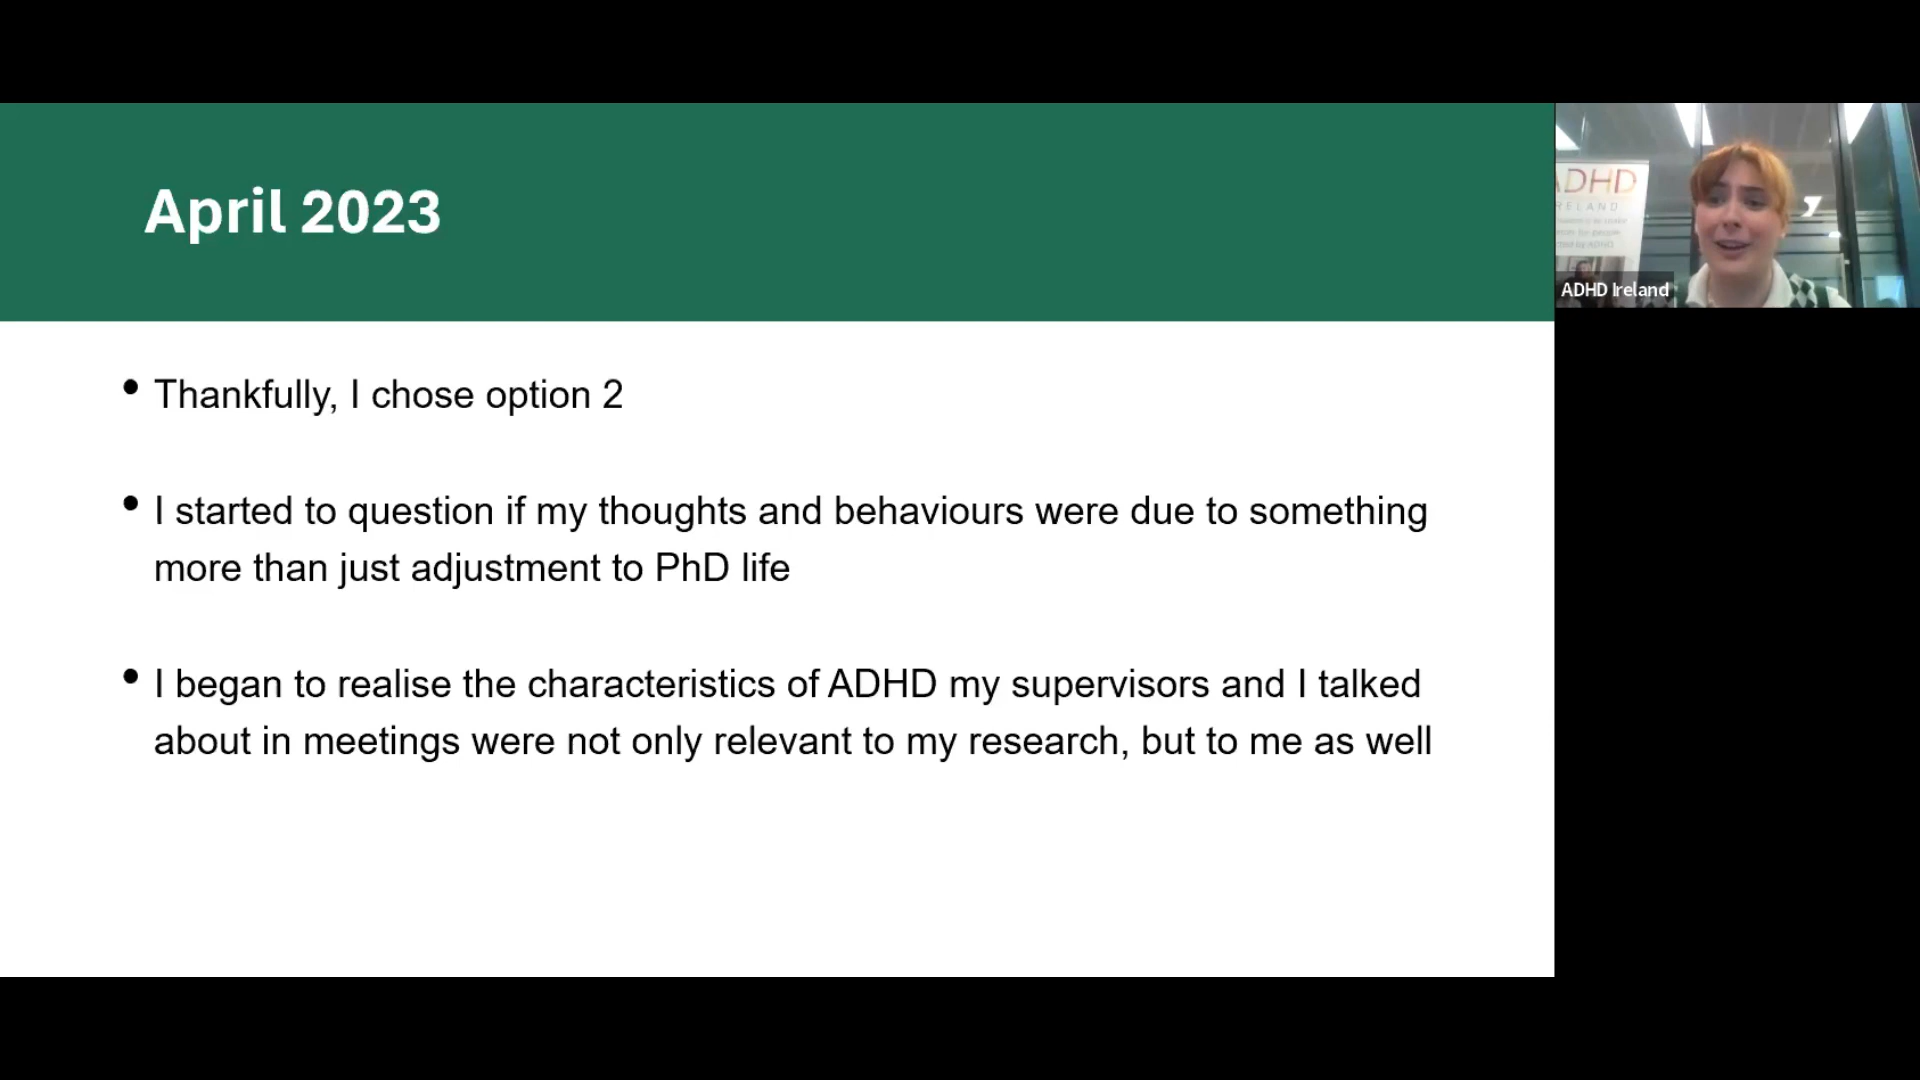 April 2023
• Thankfully, I chose option 2
• I started to question if my thoughts and behaviours were due to something
more than just adjustment to PhD life
• I began to realise the characteristics of ADHD my supervisors and I talked
about in meetings were not only relevant to my research, but to me as well
ADHD
IRELAND
by ADHD
ADHD Ireland